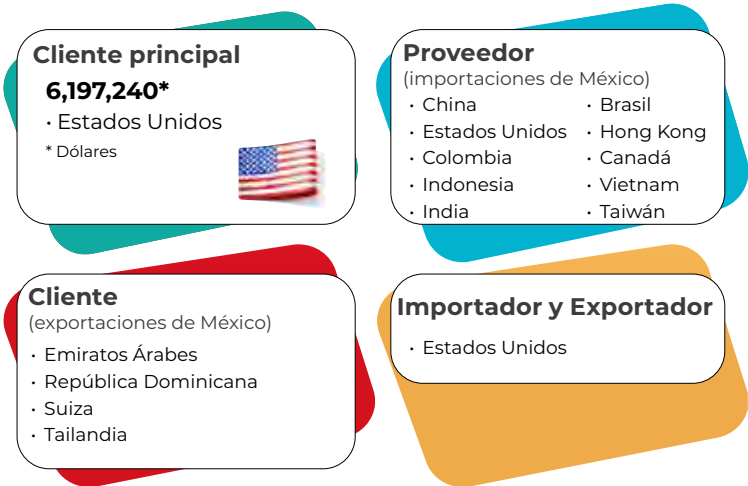 Cliente principal
6,197,240*
· Estados Unidos
* Dólares
Proveedor
(importaciones de México)
· China
· Estados Unidos
· Colombia
· Indonesia
· India
· Brasil
· Hong Kong
· Canadá
· Vietnam
· Taiwán
Cliente
(exportaciones de México)
· Emiratos Árabes
· República Dominicana
· Suiza
· Tailandia
Importador y Exportador
· Estados Unidos